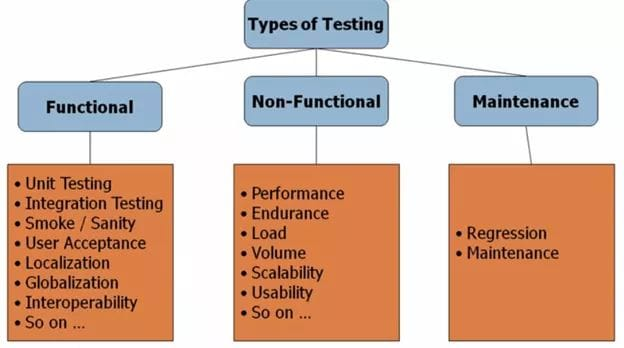 Types of Testing
Functional
Non-Functional
Maintenance
• Unit Testing
• Integration Testing
• Smoke / Sanity
• User Acceptance
• Localization
• Globalization
• Interoperability
• So on ...
• Performance
• Endurance
• Load
• Volume
• Scalability
• Usability
• So on ...
• Regression
• Maintenance